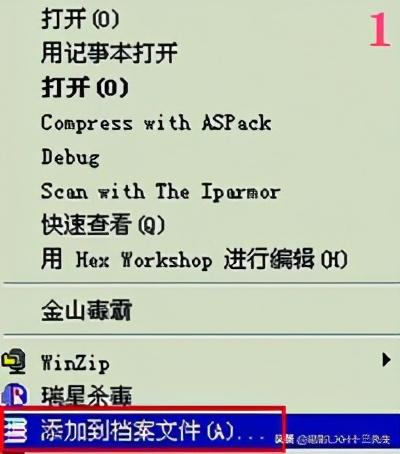 打开(O)
1
用记事本打开
打开(O)
Compress with ASPack
Debug
Scan with The Iparmor
快速查看(Q)
用 Hex Workshop 进行编辑(H)
金山毒霸
WinZip
瑞星杀毒
添加到档案文件(A)...